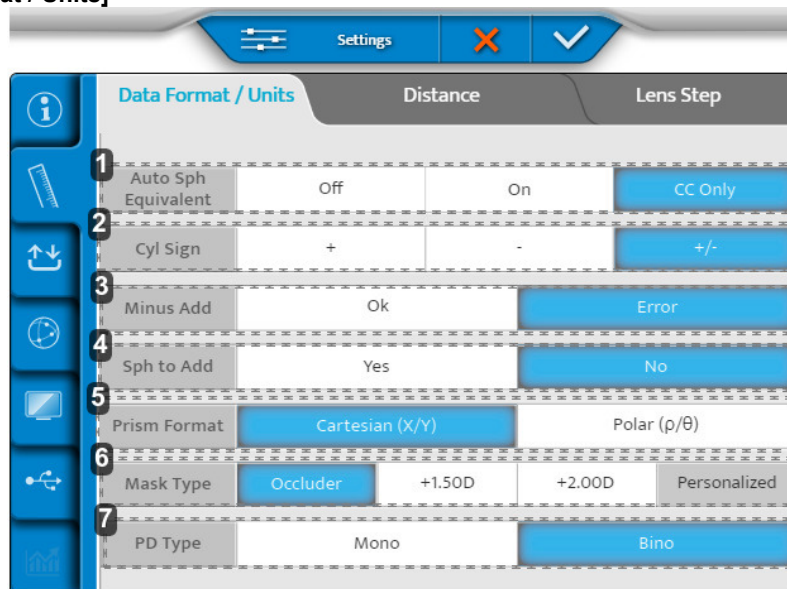 at / Units]
Settings
Data Format / Units Distance Lens Step
1
Auto Sph
Equivalent Off On CC Only
2
Cyl Sign + - +/-
3
Minus Add Ok Error
4
Sph to Add Yes No
5
Prism Format Cartesian (X/Y) Polar (ρ/θ)
6
Mask Type Occluder +1.50D +2.00D Personalized
7
PD Type Mono Bino